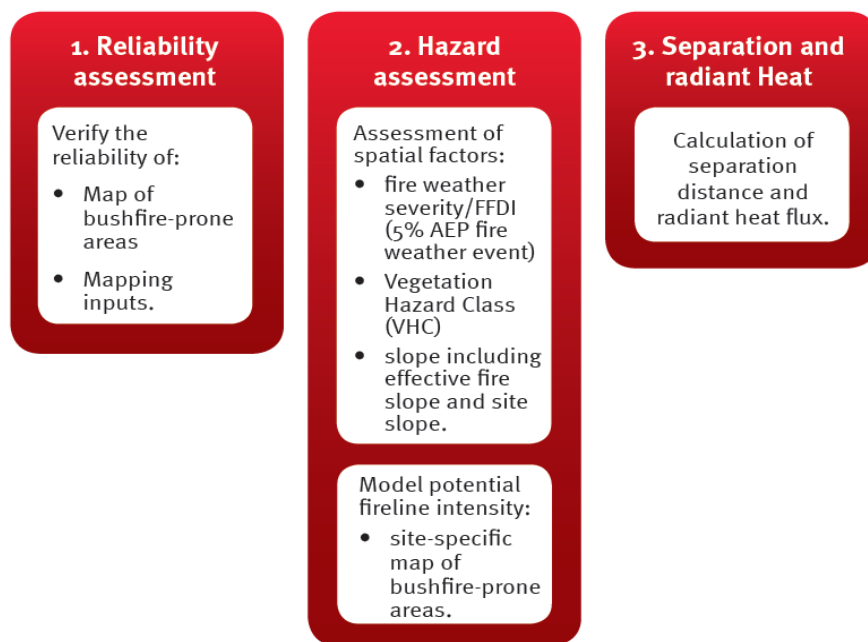 1. Reliability
assessment
Verify the
reliability of:
• Map of
bushfire-prone
areas
• Mapping
inputs.
2. Hazard
assessment
Assessment of
spatial factors:
• fire weather
severity/FFDI
(5% AEP fire
weather event)
• Vegetation
Hazard Class
(VHC)
• slope including
effective fire
slope and site
slope.
Model potential
fireline intensity:
• site-specific
map of
bushfire-prone
areas.
3. Separation and
radiant Heat
Calculation of
separation
distance and
radiant heat flux.